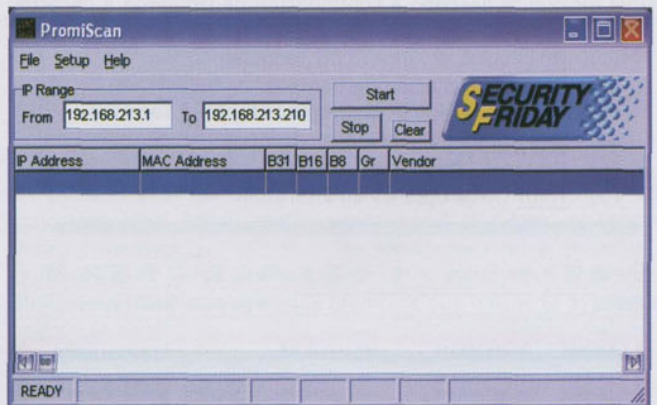 PromiScan
File Setup Help
IP Range
From 192.168.213.1 To 192.168.213.210
Start
Stop Clear
SECURITY
FRIDAY
IP Address MAC Address B31 B16 B8 Gr Vendor
READY